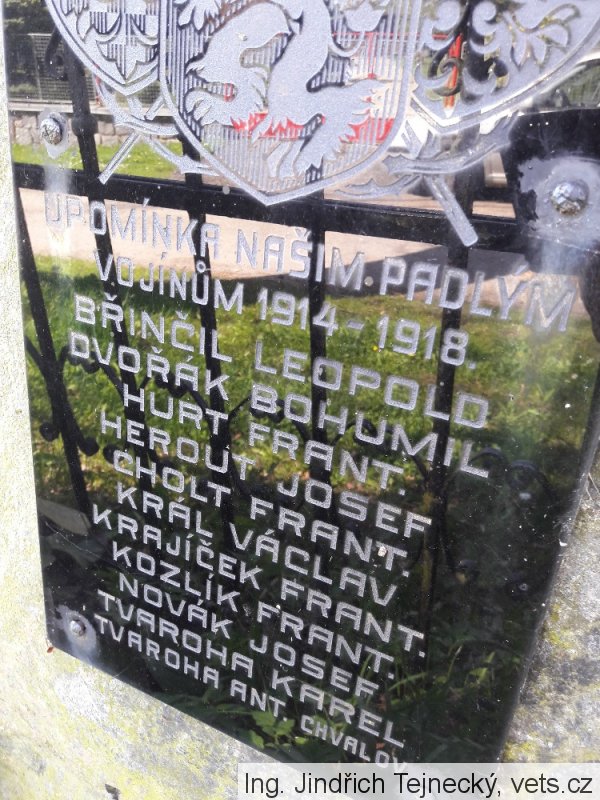 UPOMÍNKA NAŠIM PADLÝM
VOJÍNŮM 1914-1918.
BŘINČIL LEOPOLD
DVOŘÁK BOHUMIL
HURT FRANT.
HEROUT JOSEF
CHOLT FRANT.
KRÁL VÁCLAV
KRAJÍČEK FRANT.
KOZLÍK FRANT.
NOVÁK JOSEF
TVAROHA KAREL
TVAROHA ANT. CHVALOV
Ing. Jindřich Tejnecký, vets.cz